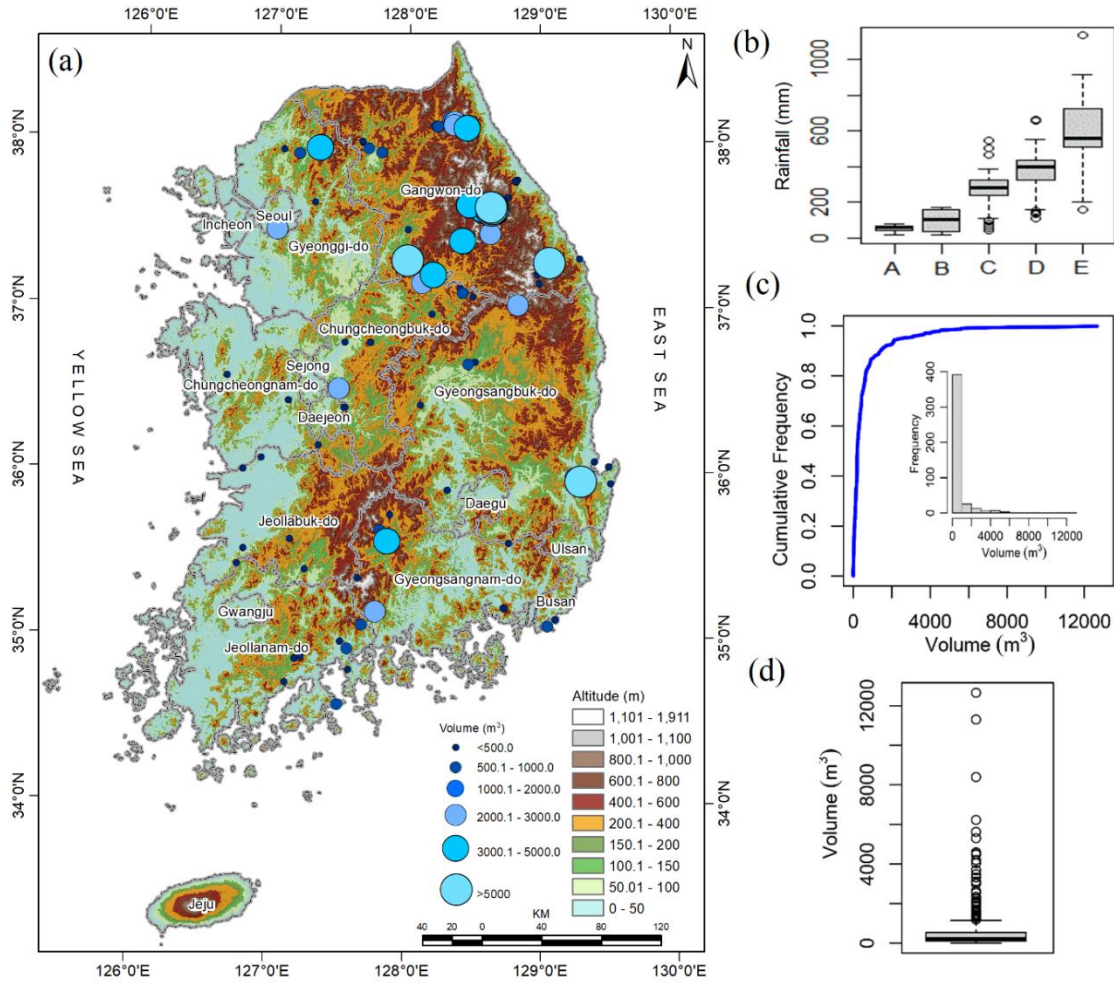 (a)
126°0'E 127°0'E 128°0'E 129°0'E 130°0'E
N
38°0'N
37°0'N
36°0'N
35°0'N
34°0'N
38°0'N
37°0'N
36°0'N
35°0'N
34°0'N
YELLOW SEA
EAST SEA
Gangwon-do
Seoul
Incheon
Gyeonggi-do
Chungcheongbuk-do
Sejong
Chungcheongnam-do
Gyeongsangbuk-do
Daejeon
Daegu
Jeollabuk-do
Ulsan
Gyeongsangnam-do
Busan
Gwangju
Jeollanam-do
Jeju
Volume (m³)
<500.0
500.1 - 1000.0
1000.1 - 2000.0
2000.1 - 3000.0
3000.1 - 5000.0
>5000
Altitude (m)
1,101 - 1,911
1,001 - 1,100
800.1 - 1,000
600.1 - 800
400.1 - 600
200.1 - 400
150.1 - 200
100.1 - 150
50.01 - 100
0 - 50
KM
40 20 0 40 80 120
126°0'E 127°0'E 128°0'E 129°0'E 130°0'E
(b)
Rainfall (mm)
1000
600
200
0
A B C D E
(c)
Cumulative Frequency
1.0
0.8
0.6
0.4
0.2
0.0
Frequency
400
300
200
100
0
0 4000 8000 12000
Volume (m³)
0 4000 8000 12000
Volume (m³)
(d)
Volume (m³)
12000
8000
4000
0